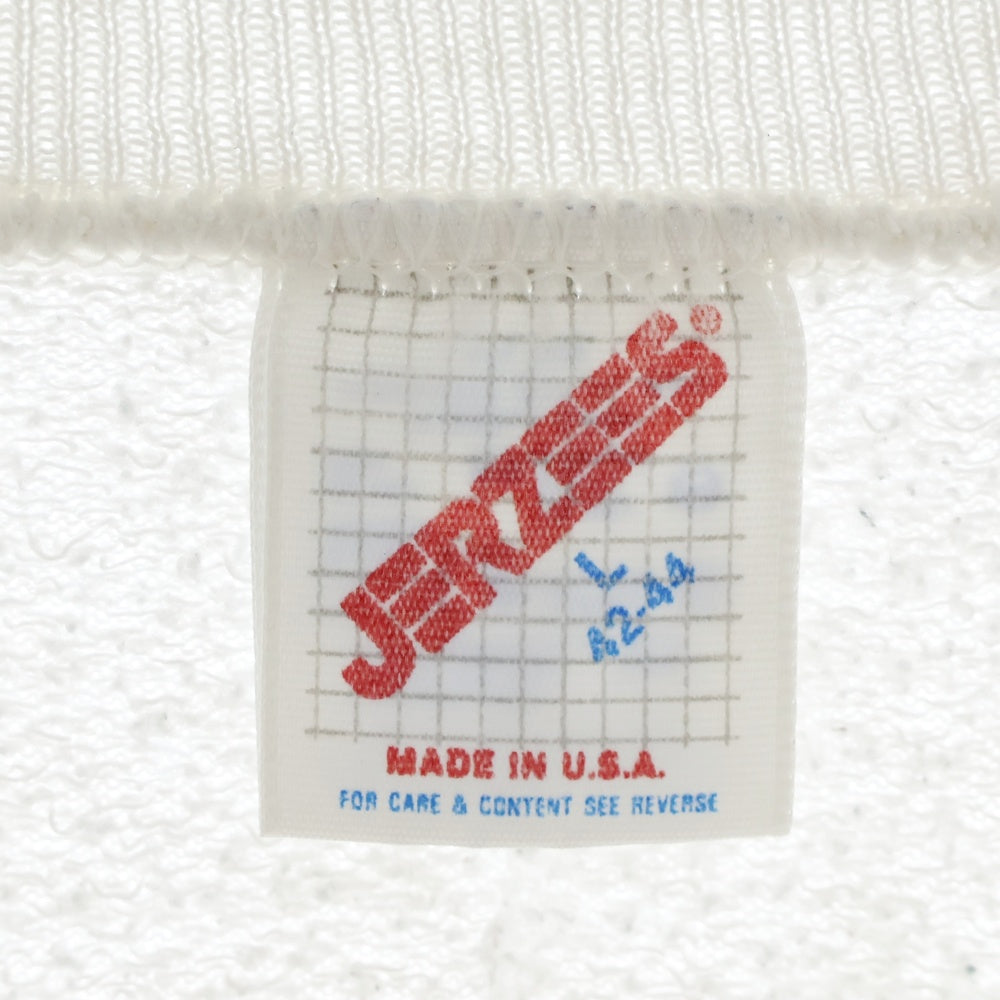 JERZEES®
L
42-44
MADE IN U.S.A.
FOR CARE & CONTENT SEE REVERSE